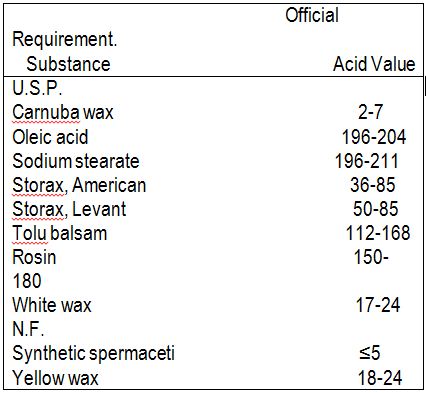 Official
Requirement.
Substance Acid Value
U.S.P.
Carnuba wax 2-7
Oleic acid 196-204
Sodium stearate 196-211
Storax, American 36-85
Storax, Levant 50-85
Tolu balsam 112-168
Rosin 150-
180
White wax 17-24
N.F.
Synthetic spermaceti ≤5
Yellow wax 18-24